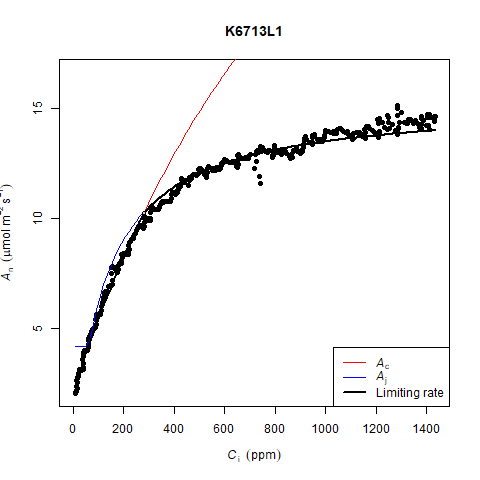 K6713L1
Aₙ (μmol m⁻² s⁻¹)
15
10
5
0 200 400 600 800 1000 1200 1400
Cᵢ (ppm)
A꜀
Aⱼ
Limiting rate